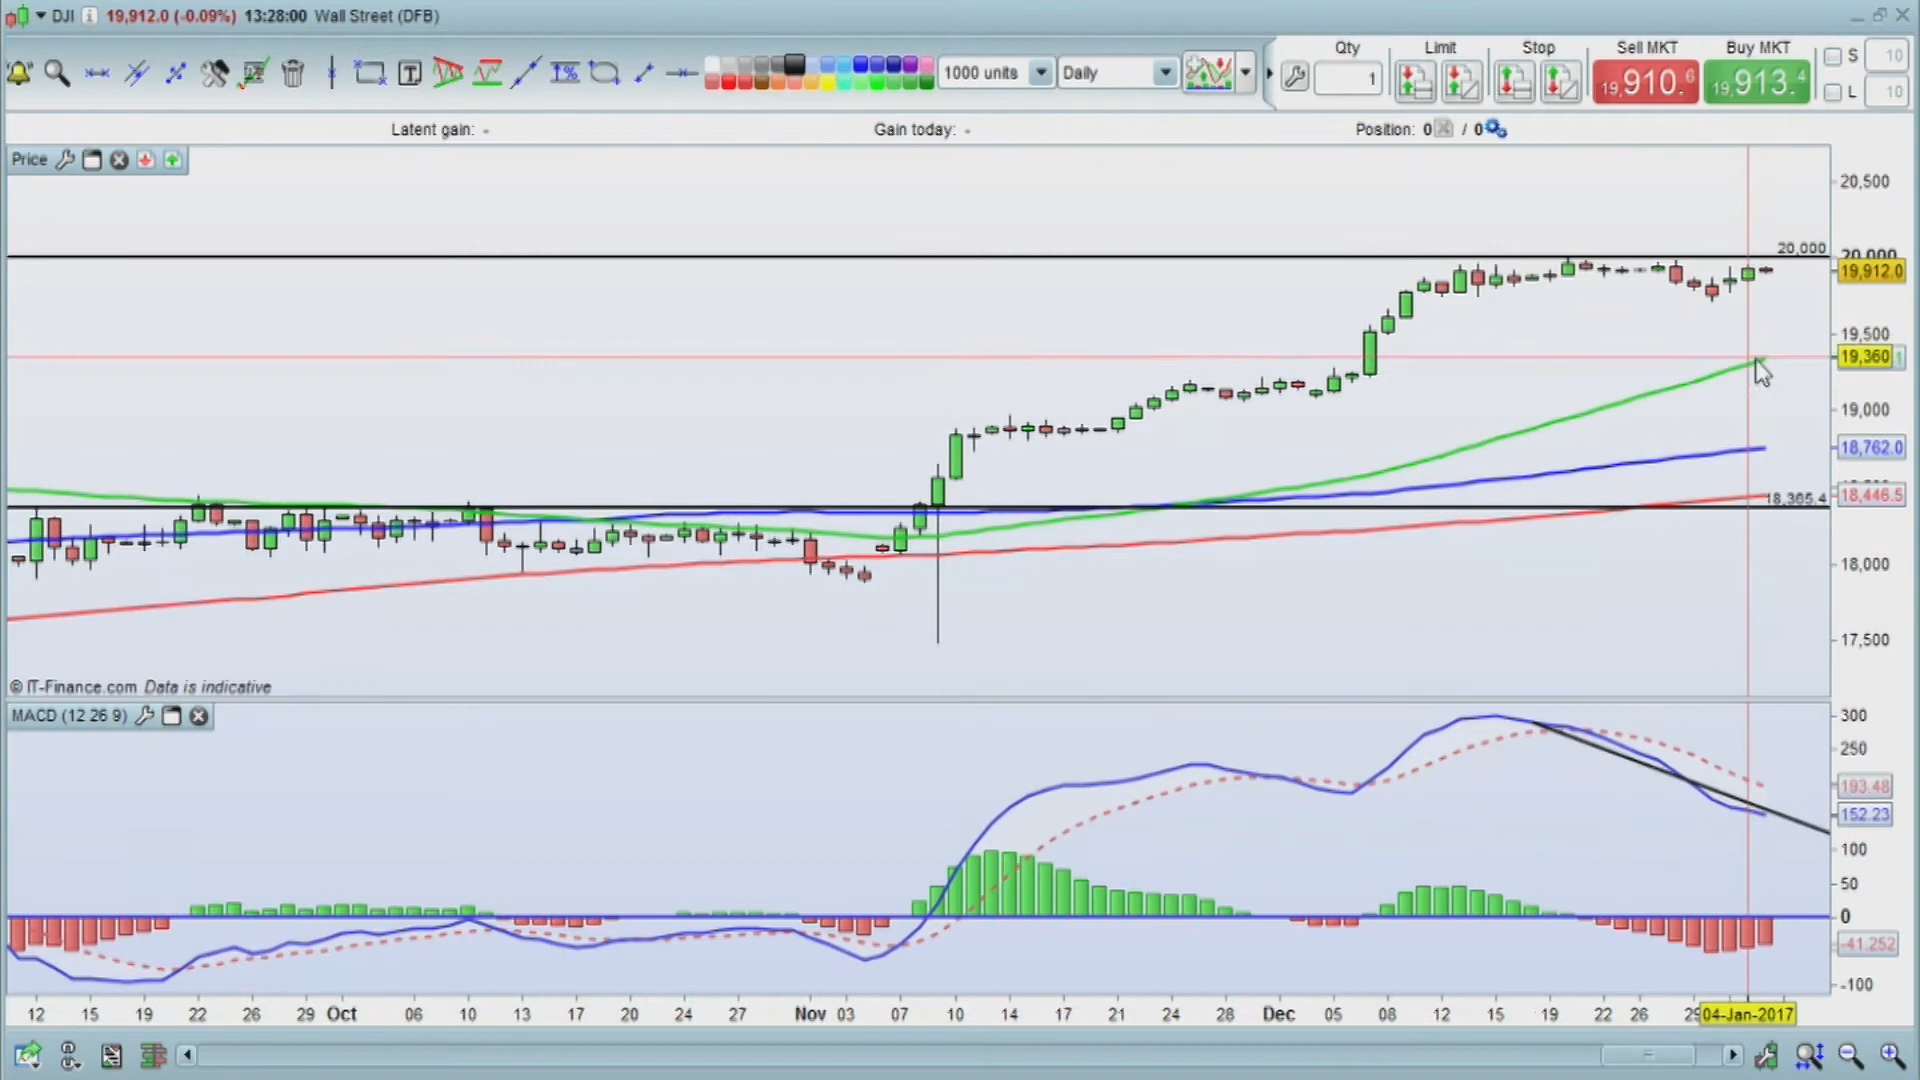 DJI 19,912.0 (-0.09%) 13:28:00 Wall Street (DFB)
Qty Limit Stop Sell MKT Buy MKT
1000 units Daily 1 19,910.6 19,913.4 S 10
L 10
Latent gain: - Gain today: - Position: 0 / 0
Price
20,500
20,000
20,000
19,912.0
19,500
19,360
19,000
18,762.0
18,365.4 18,446.5
18,000
17,500
© IT-Finance.com Data is indicative
MACD (12 26 9)
300
250
193.48
152.23
100
50
0
-41.252
-100
12 15 19 22 26 29 Oct 06 10 13 17 20 24 27 Nov 03 07 10 14 17 21 24 28 Dec 05 08 12 15 19 22 26 29 04-Jan-2017